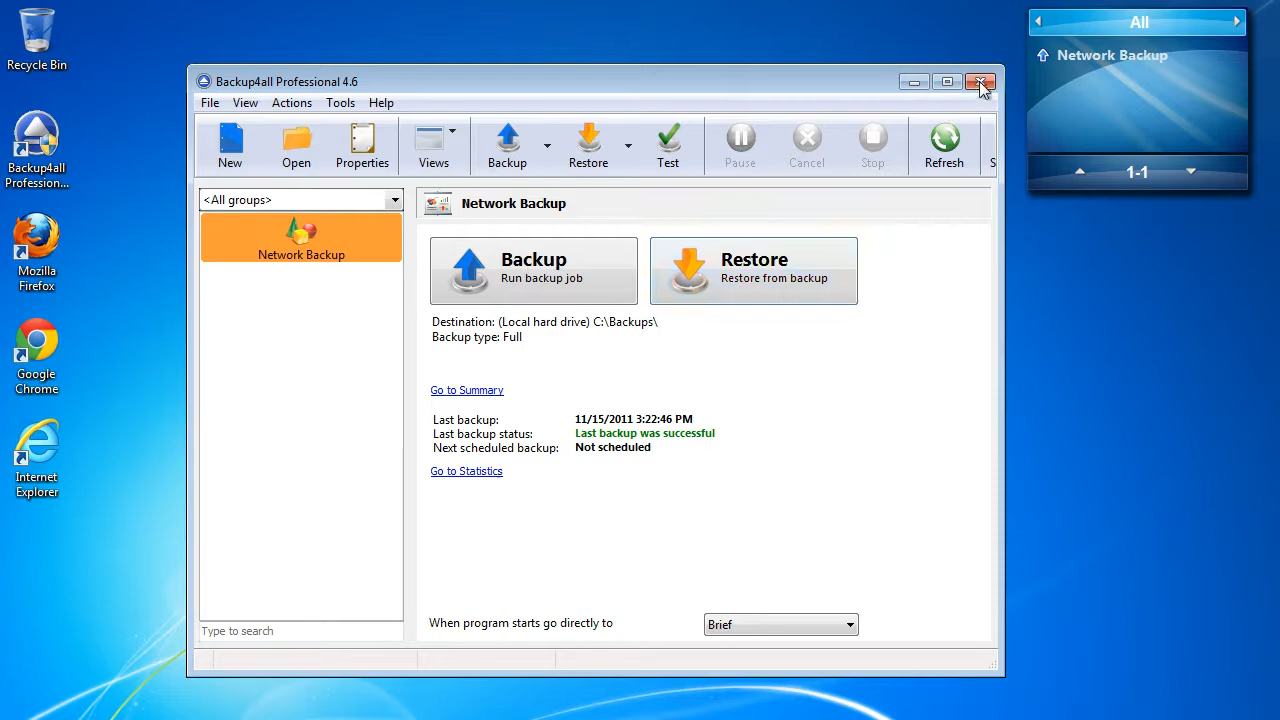 Recycle Bin
Backup4all
Profession...
Mozilla
Firefox
Google
Chrome
Internet
Explorer
Backup4all Professional 4.6
File View Actions Tools Help
New Open Properties Views Backup Restore Test Pause Cancel Stop Refresh S
<All groups>
Network Backup
Type to search
Network Backup
Backup
Run backup job
Restore
Restore from backup
Destination: (Local hard drive) C:\Backups\
Backup type: Full
Go to Summary
Last backup: 11/15/2011 3:22:46 PM
Last backup status: Last backup was successful
Next scheduled backup: Not scheduled
Go to Statistics
When program starts go directly to Brief
All
Network Backup
1-1